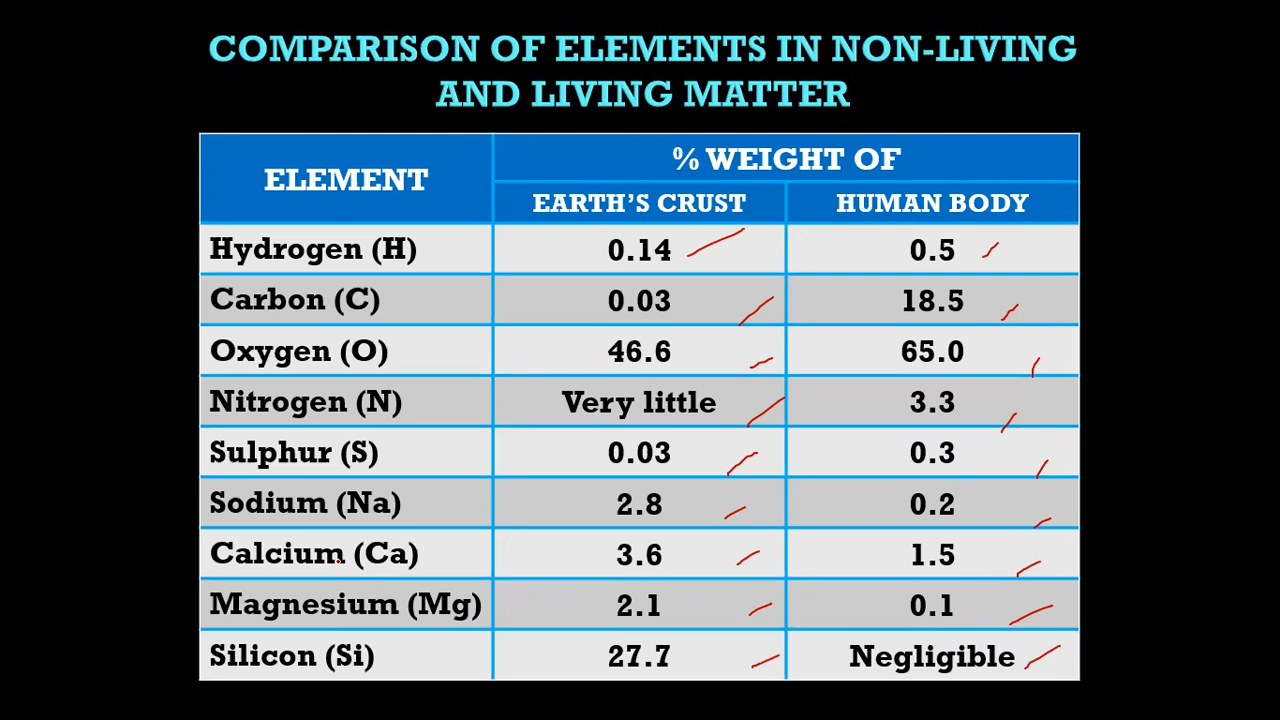 COMPARISON OF ELEMENTS IN NON-LIVING
AND LIVING MATTER
ELEMENT
% WEIGHT OF
EARTH'S CRUST HUMAN BODY
Hydrogen (H) 0.14 0.5
Carbon (C) 0.03 18.5
Oxygen (O) 46.6 65.0
Nitrogen (N) Very little 3.3
Sulphur (S) 0.03 0.3
Sodium (Na) 2.8 0.2
Calcium (Ca) 3.6 1.5
Magnesium (Mg) 2.1 0.1
Silicon (Si) 27.7 Negligible